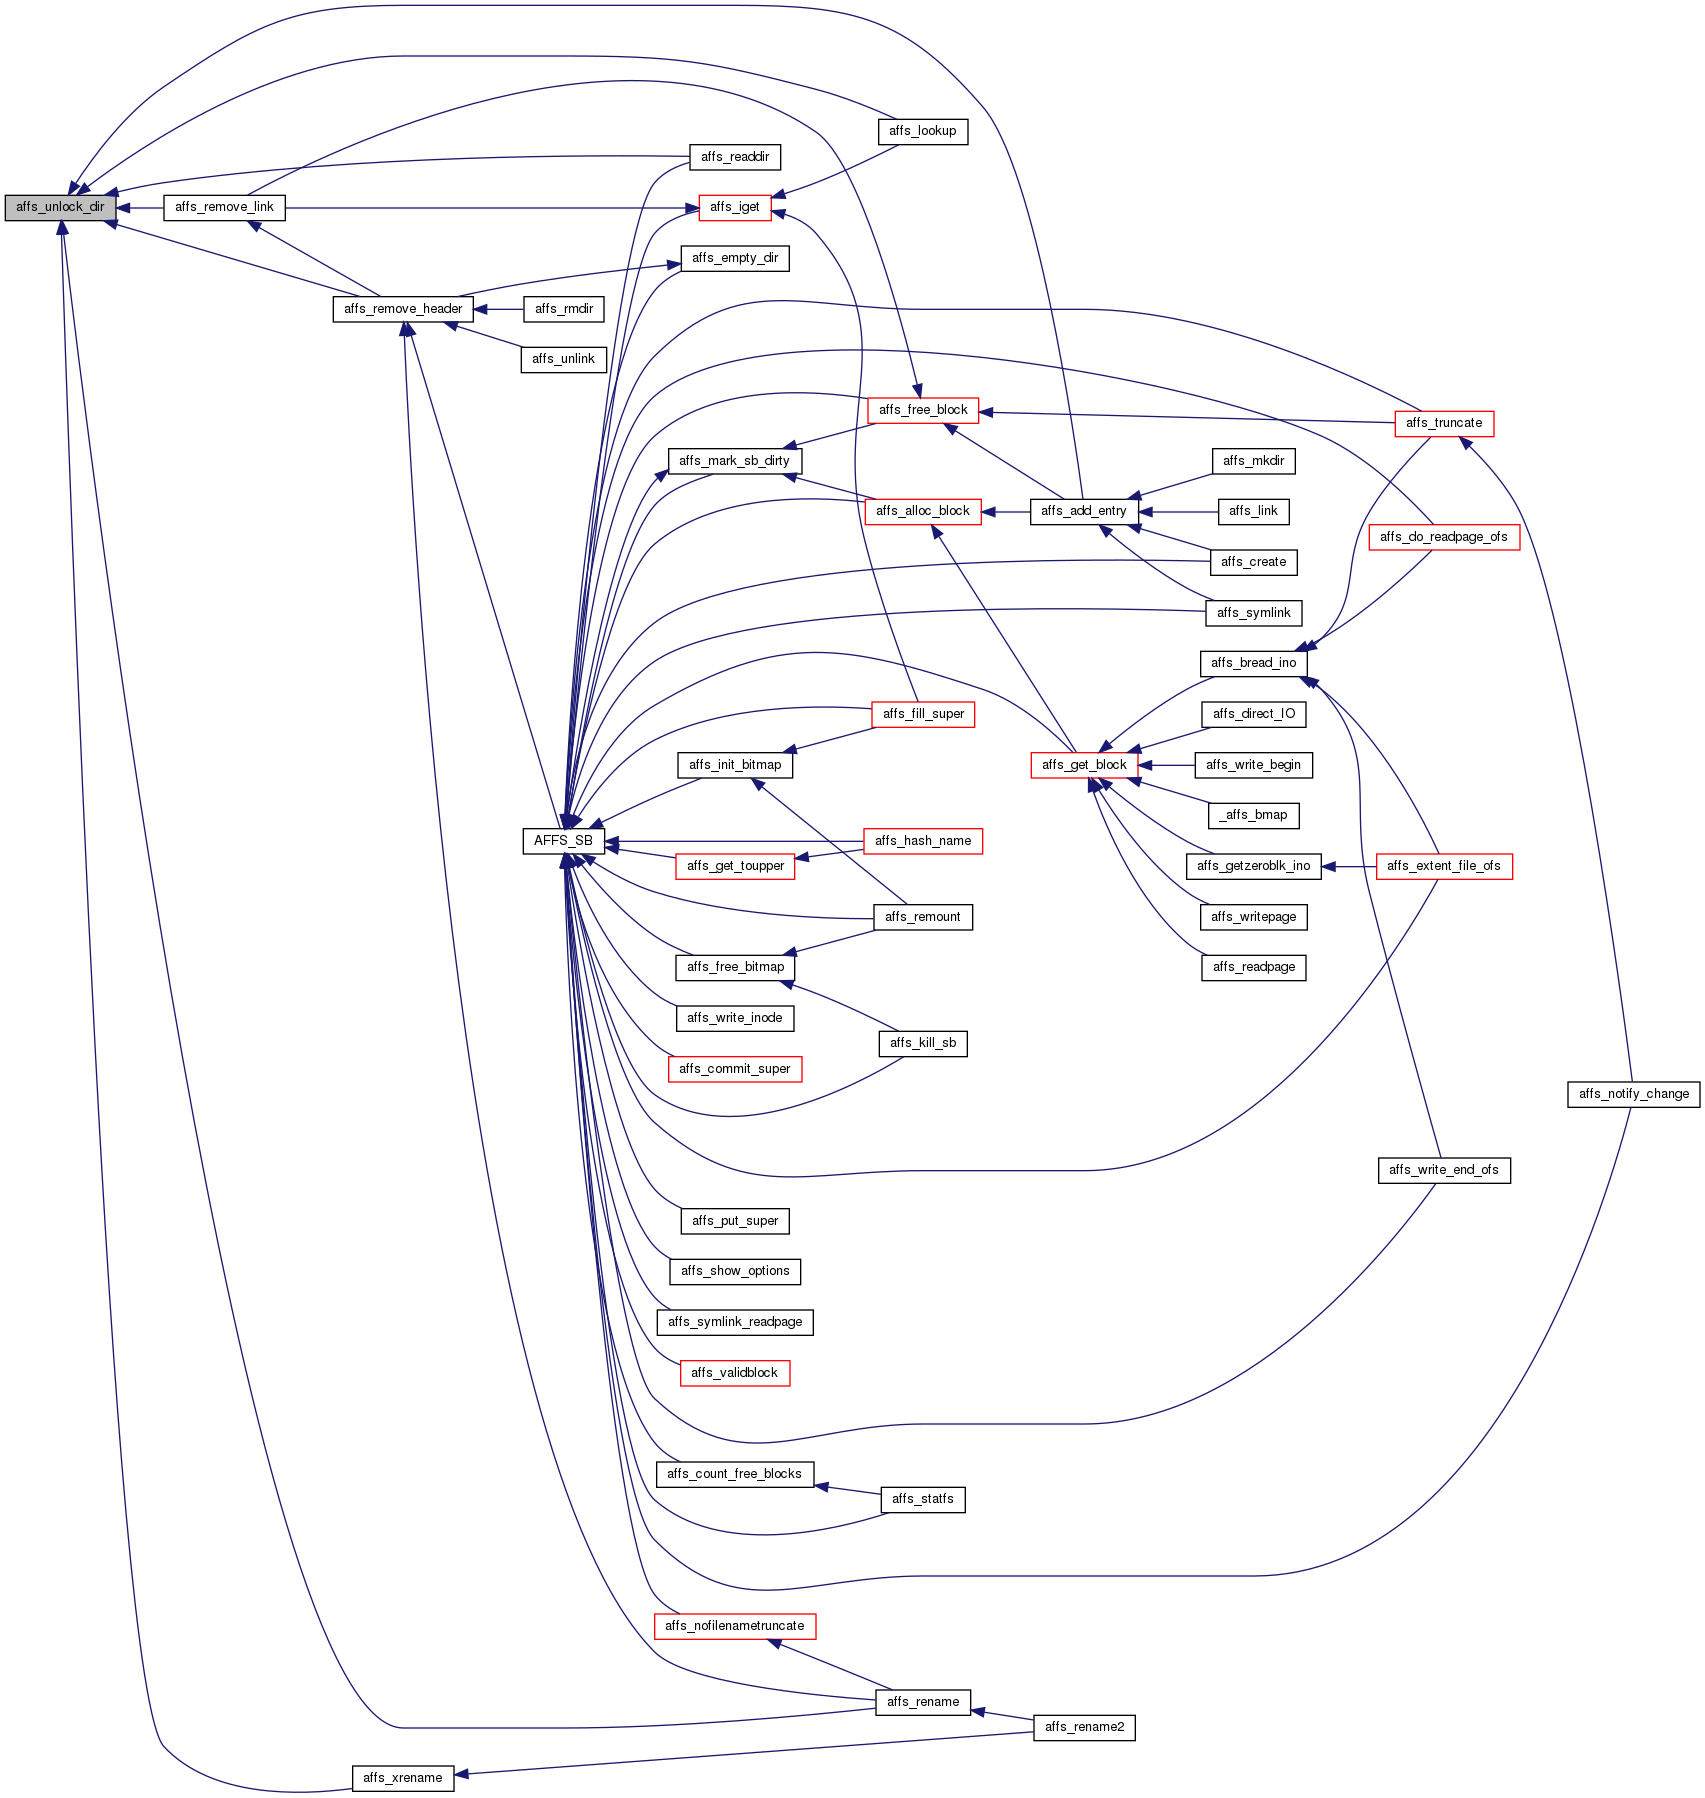 affs_lookup
affs_readdir
affs_unlock_dir
affs_remove_link
affs_iget
affs_empty_dir
affs_remove_header
affs_rmdir
affs_unlink
affs_free_block
affs_truncate
affs_mark_sb_dirty
affs_mkdir
affs_alloc_block
affs_add_entry
affs_link
affs_do_readpage_ofs
affs_create
affs_symlink
affs_bread_ino
affs_fill_super
affs_direct_IO
affs_init_bitmap
affs_get_block
affs_write_begin
_affs_bmap
AFFS_SB
affs_hash_name
affs_get_toupper
affs_getzeroblk_ino
affs_extent_file_ofs
affs_remount
affs_writepage
affs_free_bitmap
affs_readpage
affs_write_inode
affs_kill_sb
affs_commit_super
affs_notify_change
affs_write_end_ofs
affs_put_super
affs_show_options
affs_symlink_readpage
affs_validblock
affs_count_free_blocks
affs_statfs
affs_nofilenametruncate
affs_rename
affs_rename2
affs_xrename